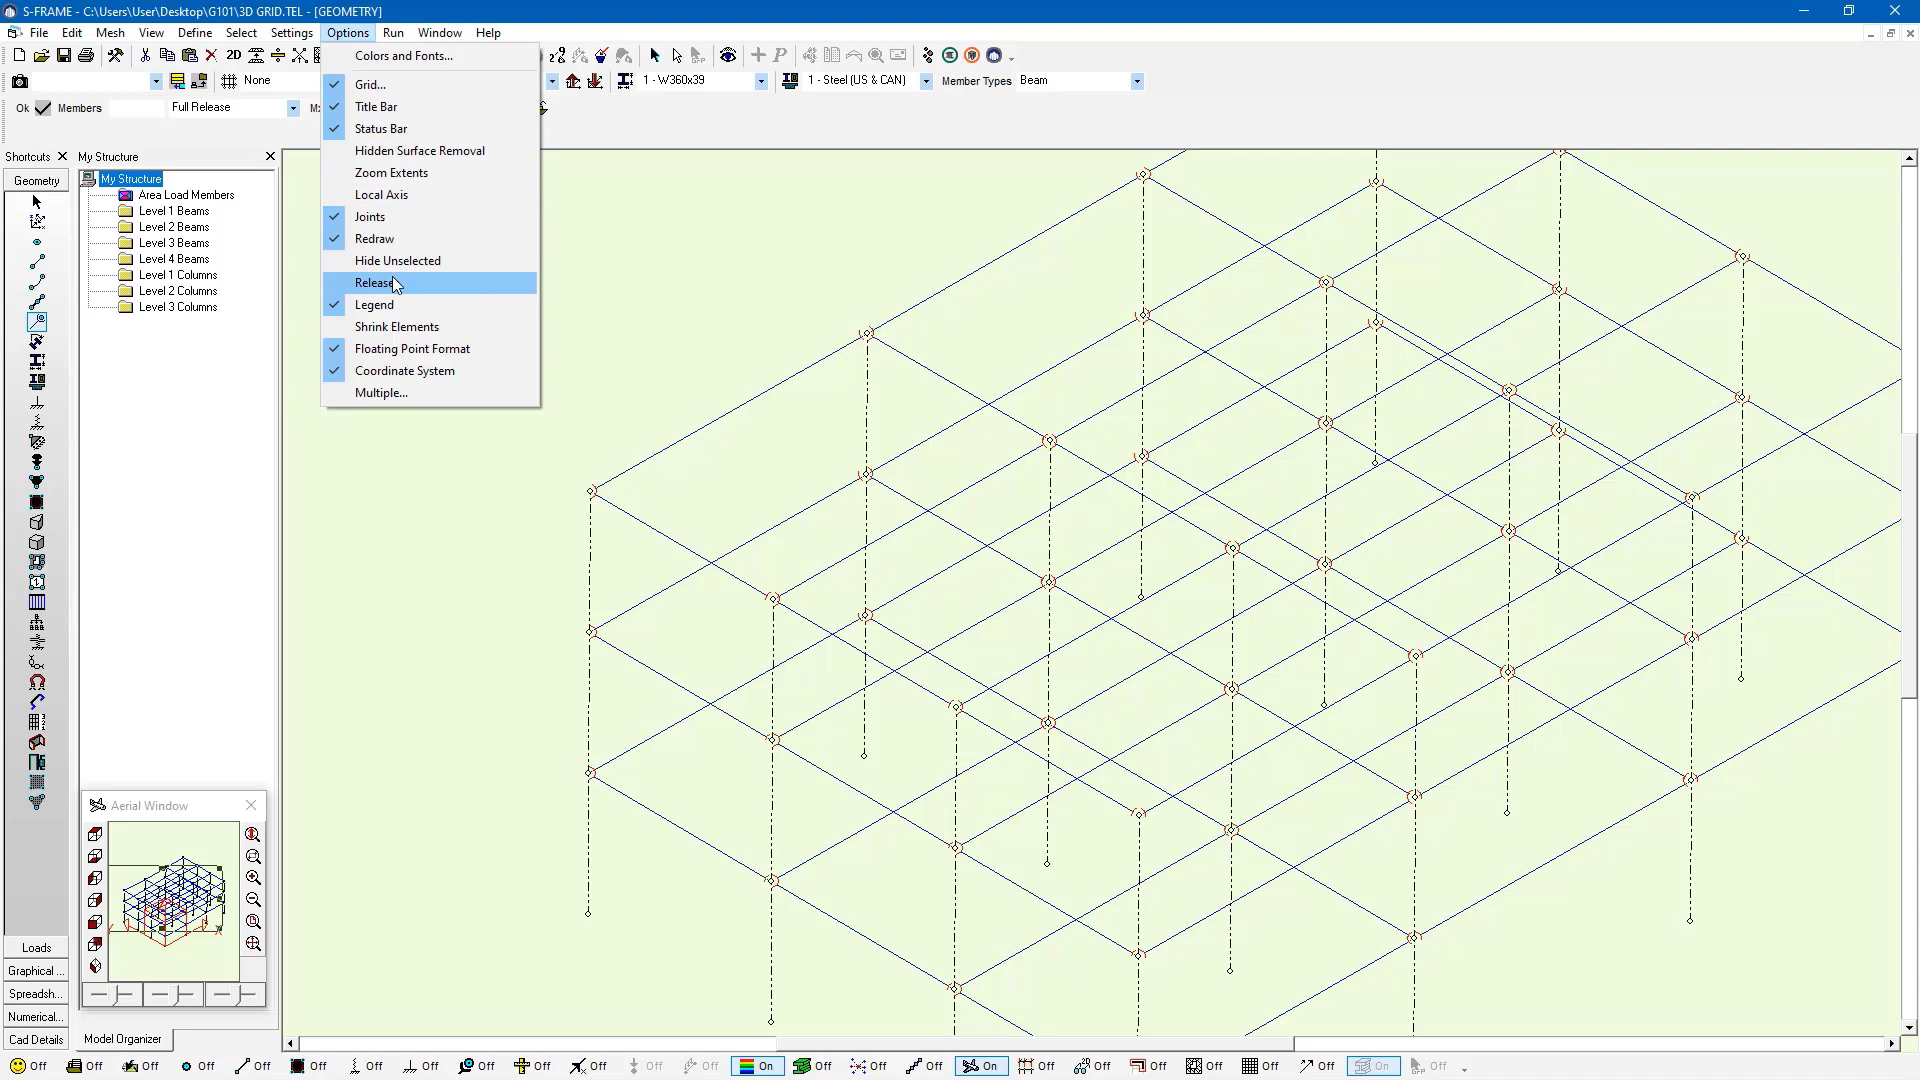 S-FRAME - C:\Users\User\Desktop\G101\3D GRID.TEL - [GEOMETRY]
File Edit Mesh View Define Select Settings Options Run Window Help
2D
None
1 - W360x39
1 - Steel (US & CAN)
Member Types
Beam
Ok
Members
Full Release
Colors and Fonts...
Grid...
Title Bar
Status Bar
Hidden Surface Removal
Zoom Extents
Local Axis
Joints
Redraw
Hide Unselected
Release
Legend
Shrink Elements
Floating Point Format
Coordinate System
Multiple...
Shortcuts
My Structure
Geometry
My Structure
Area Load Members
Level 1 Beams
Level 2 Beams
Level 3 Beams
Level 4 Beams
Level 1 Columns
Level 2 Columns
Level 3 Columns
Aerial Window
Loads
Graphical ...
Spreadsh...
Numerical...
Cad Details
Model Organizer
Off Off Off Off Off Off Off Off Off Off Off Off Off On Off Off Off On Off Off Off Off Off Off On Off